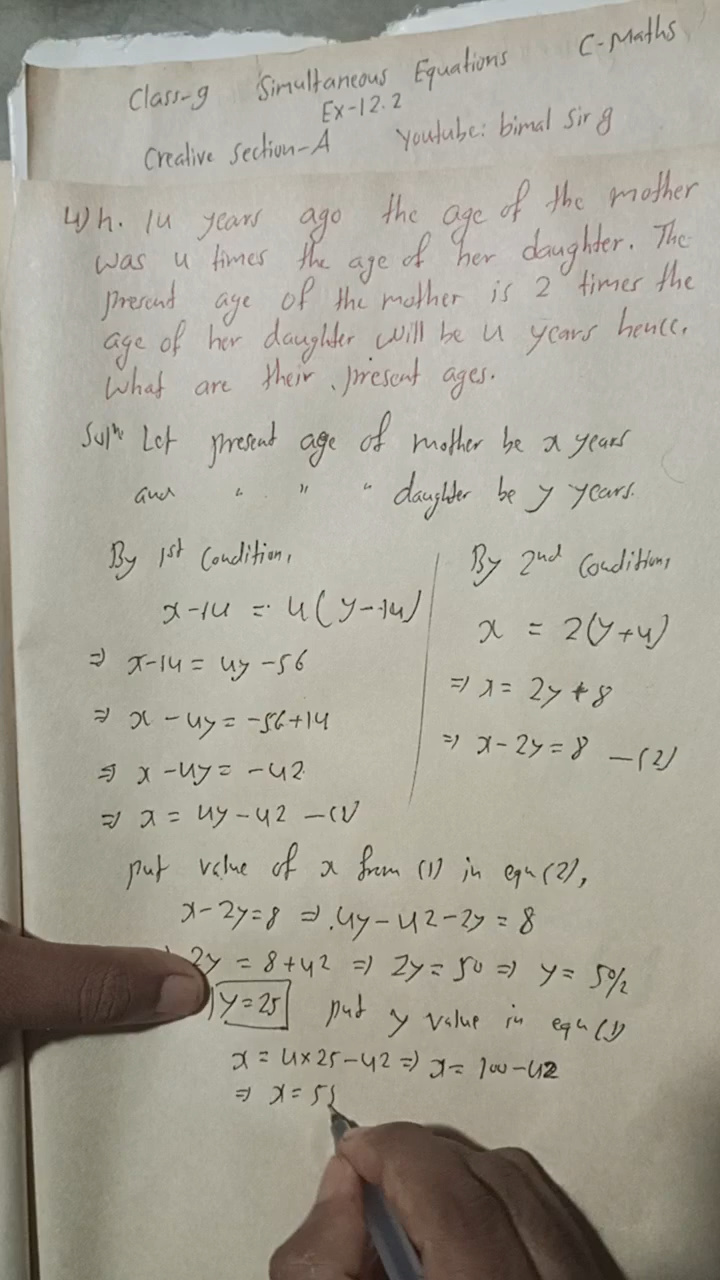 Class-9 Simultaneous Equations C-Maths
Ex-12.2
Creative Section-A Youtube: bimal Sir g
4) h. 14 years ago the age of the mother
was 4 times the age of her daughter. The
present age of the mother is 2 times the
age of her daughter will be 4 years hence.
What are their present ages.
Solⁿ Let present age of mother be x years
and " " " daughter be y years.
By 1st Condition,
x-14 = 4(y-14)
⇒ x-14 = 4y-56
⇒ x - 4y = -56+14
⇒ x - 4y = -42
⇒ x = 4y-42 —(1)
By 2nd Condition,
x = 2(y+4)
⇒ x = 2y+8
⇒ x-2y=8 —(2)
put value of x from (1) in eqn (2),
x-2y=8 ⇒ 4y-42-2y = 8
2y = 8+42 ⇒ 2y=50 ⇒ y = 50/2
y=25 put y value in eqn (1)
x = 4×25-42 ⇒ x = 100-42
⇒ x = 5